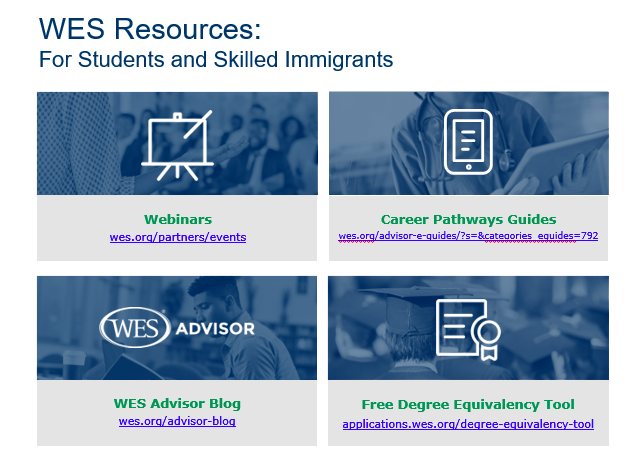 WES Resources:
For Students and Skilled Immigrants
Webinars
wes.org/partners/events
Career Pathways Guides
wes.org/advisor-e-guides/?s=&categories_eguides=792
WES ADVISOR
WES Advisor Blog
wes.org/advisor-blog
Free Degree Equivalency Tool
applications.wes.org/degree-equivalency-tool